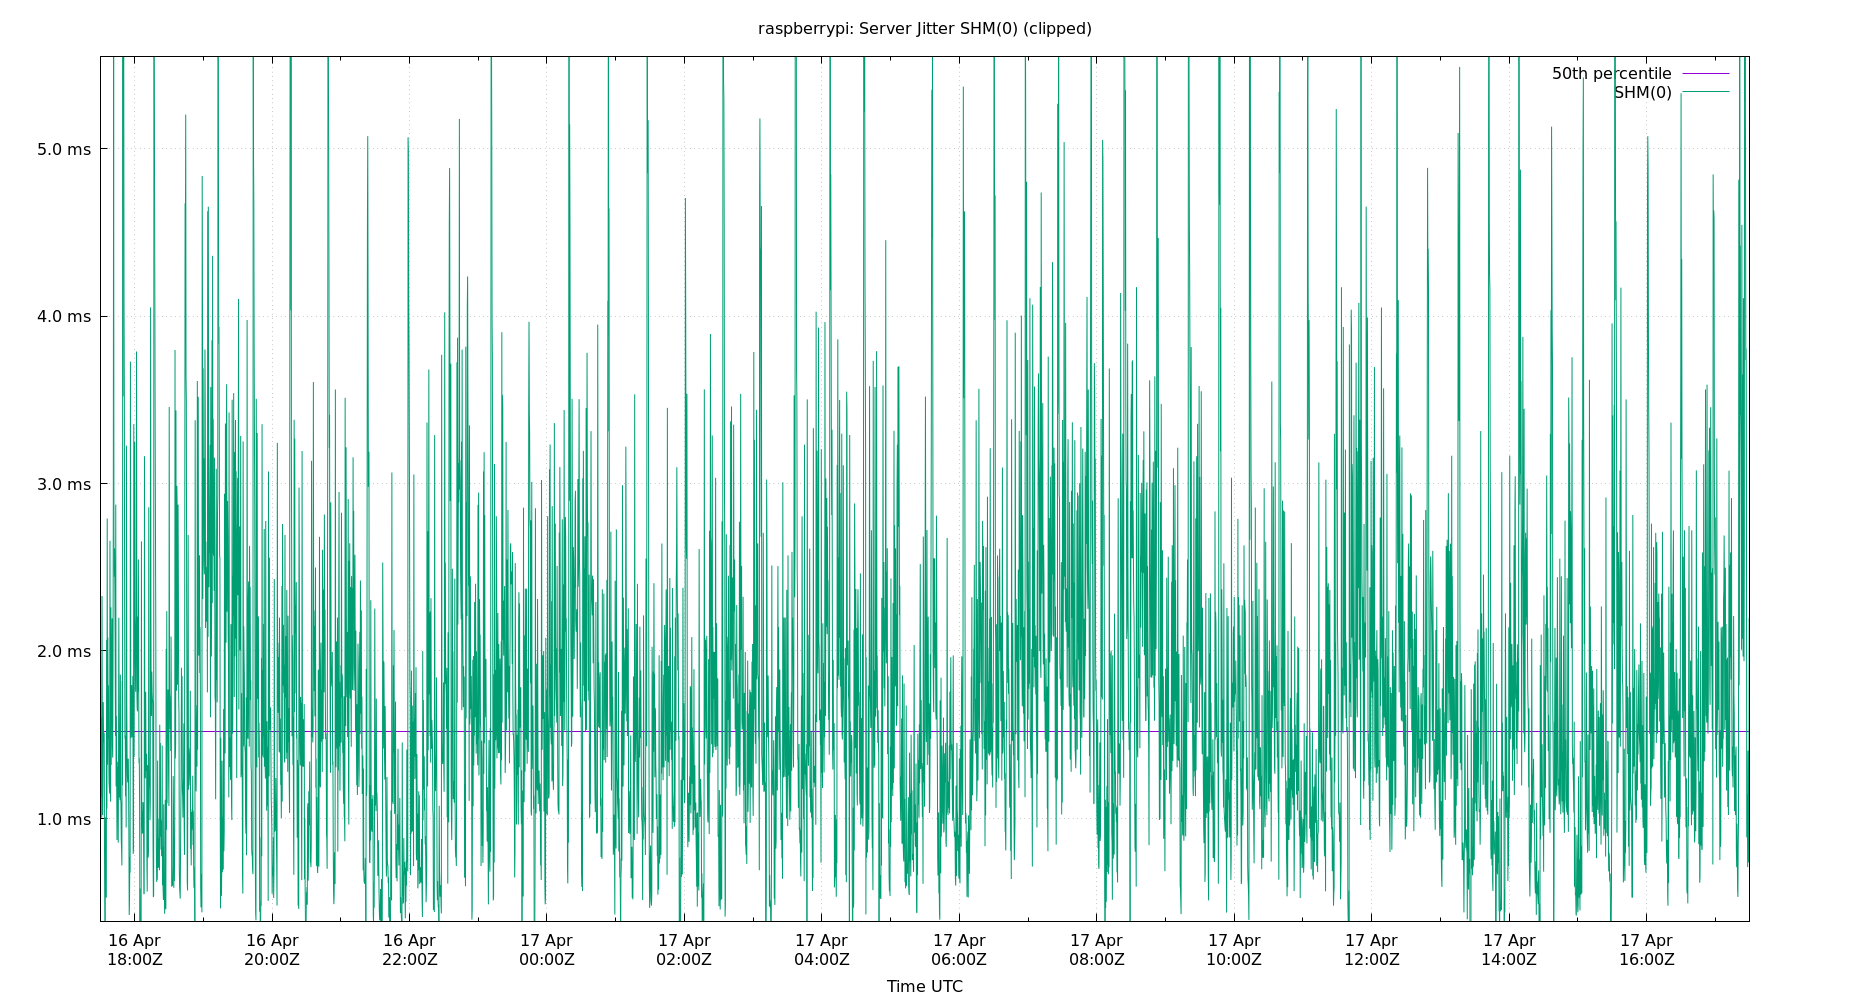 raspberrypi: Server Jitter SHM(0) (clipped)
50th percentile
SHM(0)
5.0 ms
4.0 ms
3.0 ms
2.0 ms
1.0 ms
16 Apr 16 Apr 16 Apr 17 Apr 17 Apr 17 Apr 17 Apr 17 Apr 17 Apr 17 Apr 17 Apr 17 Apr
18:00Z 20:00Z 22:00Z 00:00Z 02:00Z 04:00Z 06:00Z 08:00Z 10:00Z 12:00Z 14:00Z 16:00Z
Time UTC